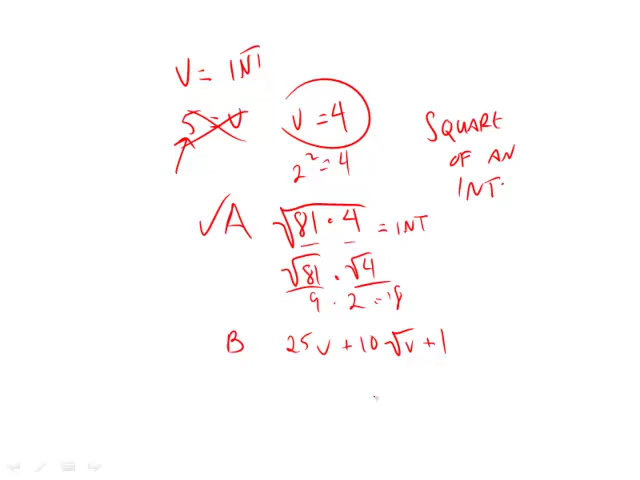 √v = INT
5 = v
v = 4
2² = 4
SQUARE
OF AN
INT.
✓A √81 · 4 = INT
√81 · √4
9 · 2 = 18
B 25v + 10√v + 1